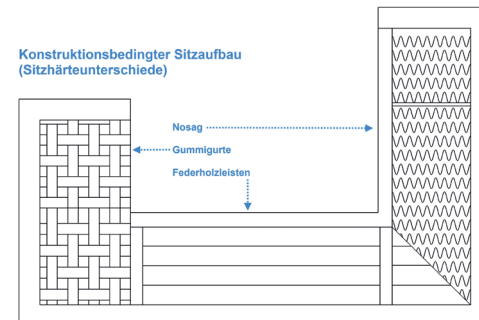 Konstruktionsbedingter Sitzaufbau
(Sitzhärteunterschiede)
Nosag
Gummigurte
Federholzleisten